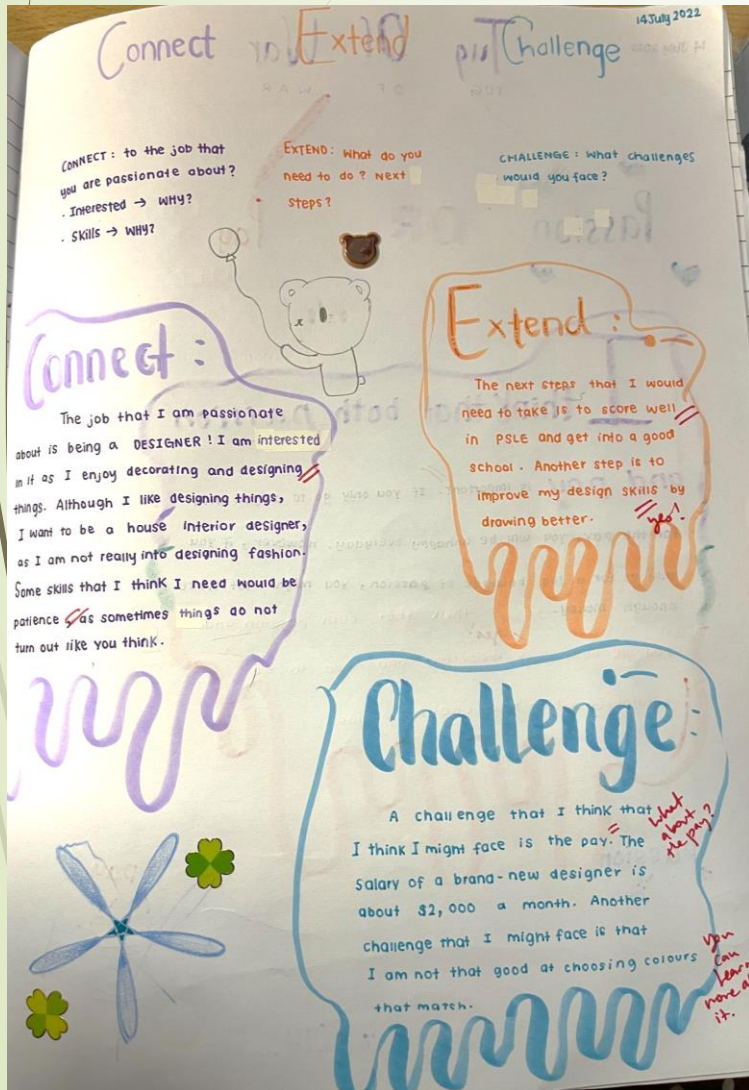 14 July 2022
Connect Extend Challenge
CONNECT : to the job that
you are passionate about?
. Interested → WHY?
. Skills → WHY?
EXTEND: What do you
need to do ? Next
steps ?
CHALLENGE : What challenges
would you face ?
Connect :
The job that I am passionate
about is being a DESIGNER ! I am interested
in it as I enjoy decorating and designing
things. Although I like designing things,
I want to be a house interior designer,
as I am not really into designing fashion.
Some skills that I think I need would be
patience as sometimes things do not
turn out like you think.
Extend :
The next steps that I would
need to take is to score well
in PSLE and get into a good
school. Another step is to
improve my design skills by
drawing better.
yes!
Challenge :
A challenge that I think that
I think I might face is the pay. The
salary of a brand-new designer is
about $2,000 a month. Another
challenge that I might face is that
I am not that good at choosing colours
that match.
what
about
the pay?
you
can
learn
more
it.